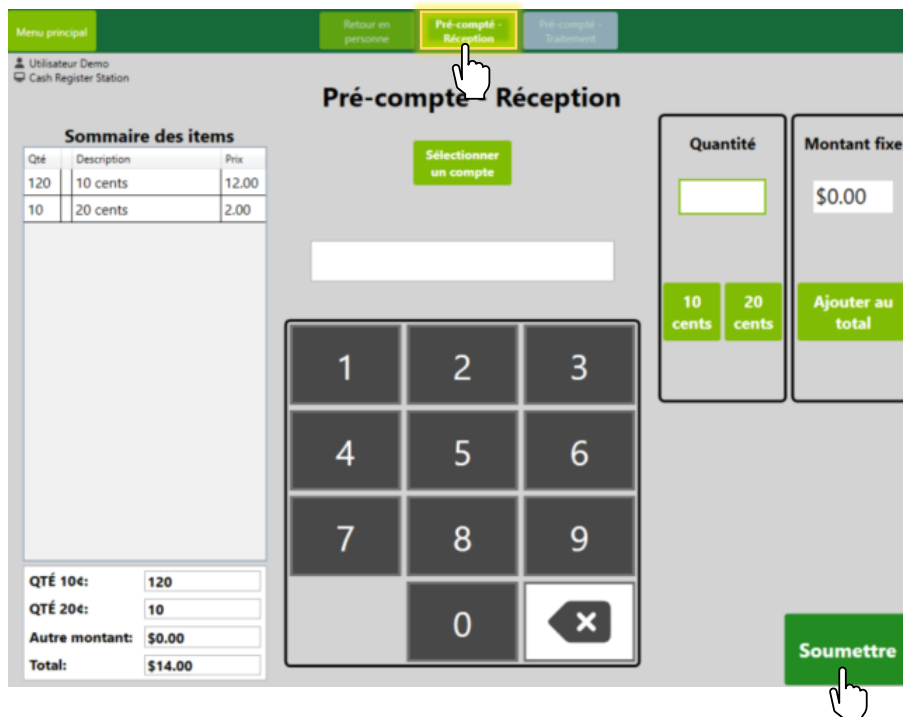 Menu principal
Retour en
personne
Pré-compté -
Réception
Pré-compté -
Traitement
Utilisateur Demo
Cash Register Station
Pré-compté - Réception
Sommaire des items
Qté Description Prix
120 10 cents 12.00
10 20 cents 2.00
QTÉ 10¢: 120
QTÉ 20¢: 10
Autre montant: $0.00
Total: $14.00
Sélectionner
un compte
1 2 3
4 5 6
7 8 9
0
Quantité
10
cents
20
cents
Montant fixe
$0.00
Ajouter au
total
Soumettre